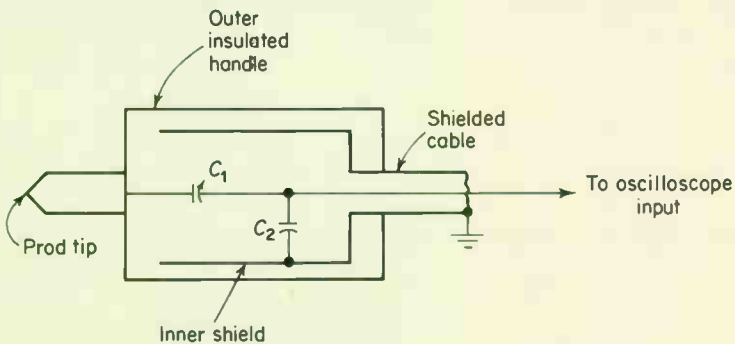 Outer
insulated
handle
Shielded
cable
C1
To oscilloscope
input
C2
Prod tip
Inner shield